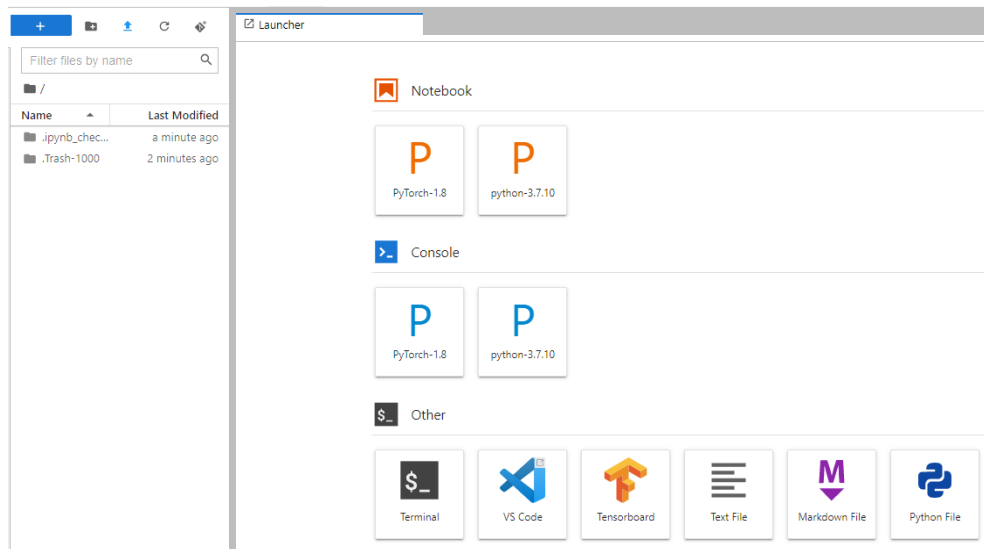 +
Launcher
Filter files by name
/
Name
Last Modified
.ipynb_chec...
a minute ago
.Trash-1000
2 minutes ago
Notebook
P
P
PyTorch-1.8
python-3.7.10
Console
P
P
PyTorch-1.8
python-3.7.10
$_
Other
$_
M
Terminal
VS Code
Tensorboard
Text File
Markdown File
Python File